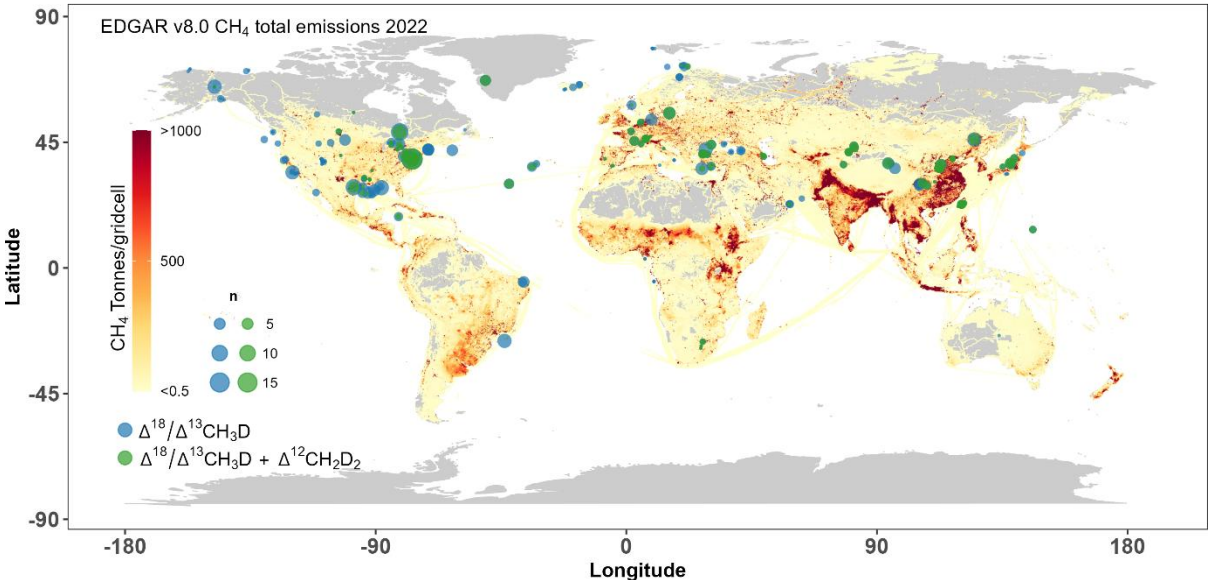 EDGAR v8.0 CH₄ total emissions 2022
90
45
0
-45
-90
Latitude
CH₄ Tonnes/gridcell
>1000
500
<0.5
n
5
10
15
Δ¹⁸/Δ¹³CH₃D
Δ¹⁸/Δ¹³CH₃D + Δ¹²CH₂D₂
-180
-90
0
90
180
Longitude